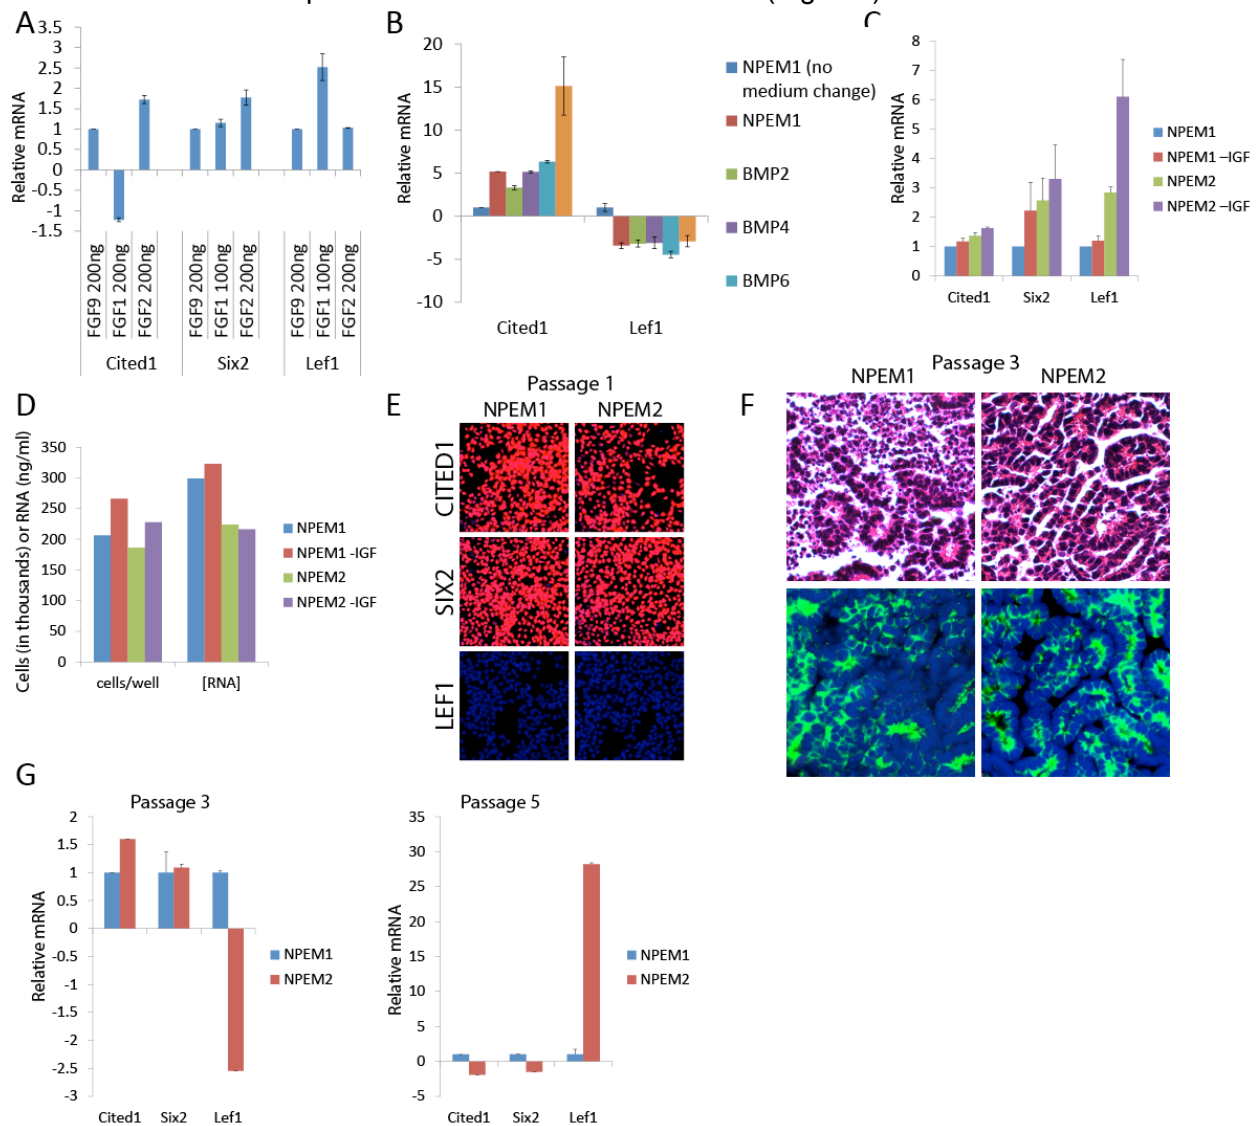 A
3.5
3
2.5
2
1.5
1
0.5
0
-0.5
-1
-1.5
Relative mRNA
FGF9 200ng
FGF1 200ng
FGF2 200ng
FGF9 200ng
FGF1 100ng
FGF2 200ng
FGF9 200ng
FGF1 100ng
FGF2 200ng
Cited1 Six2 Lef1
B
20
15
10
5
0
-5
-10
Relative mRNA
Cited1 Lef1
NPEM1 (no
medium change)
NPEM1
BMP2
BMP4
BMP6
C
8
7
6
5
4
3
2
1
0
Relative mRNA
Cited1 Six2 Lef1
NPEM1
NPEM1 –IGF
NPEM2
NPEM2 –IGF
D
350
300
250
200
150
100
50
0
Cells (in thousands) or RNA (ng/ml)
cells/well [RNA]
NPEM1
NPEM1 -IGF
NPEM2
NPEM2 -IGF
E
Passage 1
NPEM1 NPEM2
CITED1
SIX2
LEF1
F
Passage 3
NPEM1 NPEM2
G
Passage 3
2
1.5
1
0.5
0
-0.5
-1
-1.5
-2
-2.5
-3
Relative mRNA
Cited1 Six2 Lef1
NPEM1
NPEM2
Passage 5
35
30
25
20
15
10
5
0
-5
Relative mRNA
Cited1 Six2 Lef1
NPEM1
NPEM2